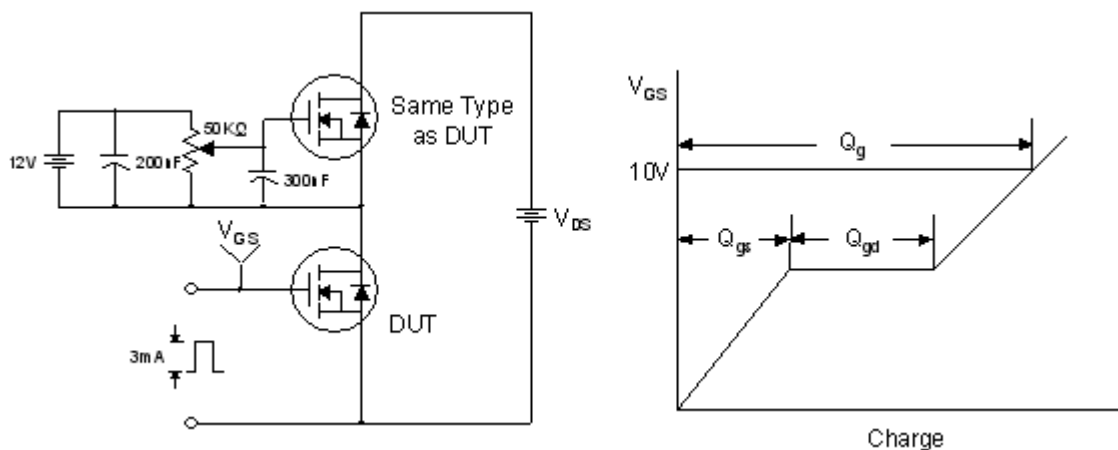 Same Type
as DUT
50KΩ
12V
200nF
300nF
V_DS
V_GS
DUT
3mA
V_GS
10V
Q_g
Q_gs
Q_gd
Charge